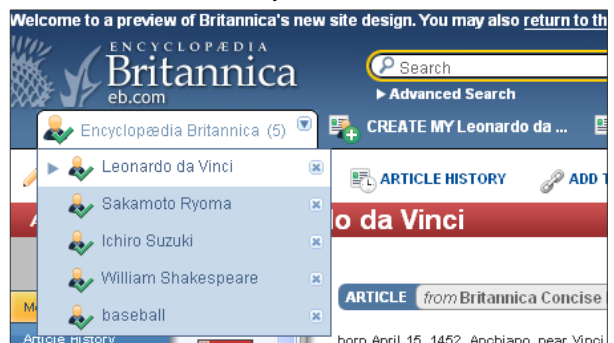 Welcome to a preview of Britannica's new site design. You may also return to th
ENCYCLOPÆDIA
Britannica
eb.com
Search
Advanced Search
Encyclopædia Britannica (5)
CREATE MY Leonardo da ...
Leonardo da Vinci
ARTICLE HISTORY
ADD T
Sakamoto Ryoma
do da Vinci
Ichiro Suzuki
William Shakespeare
ARTICLE from Britannica Concise
baseball
Article History
born April 15, 1452, Anchiano, near Vinci